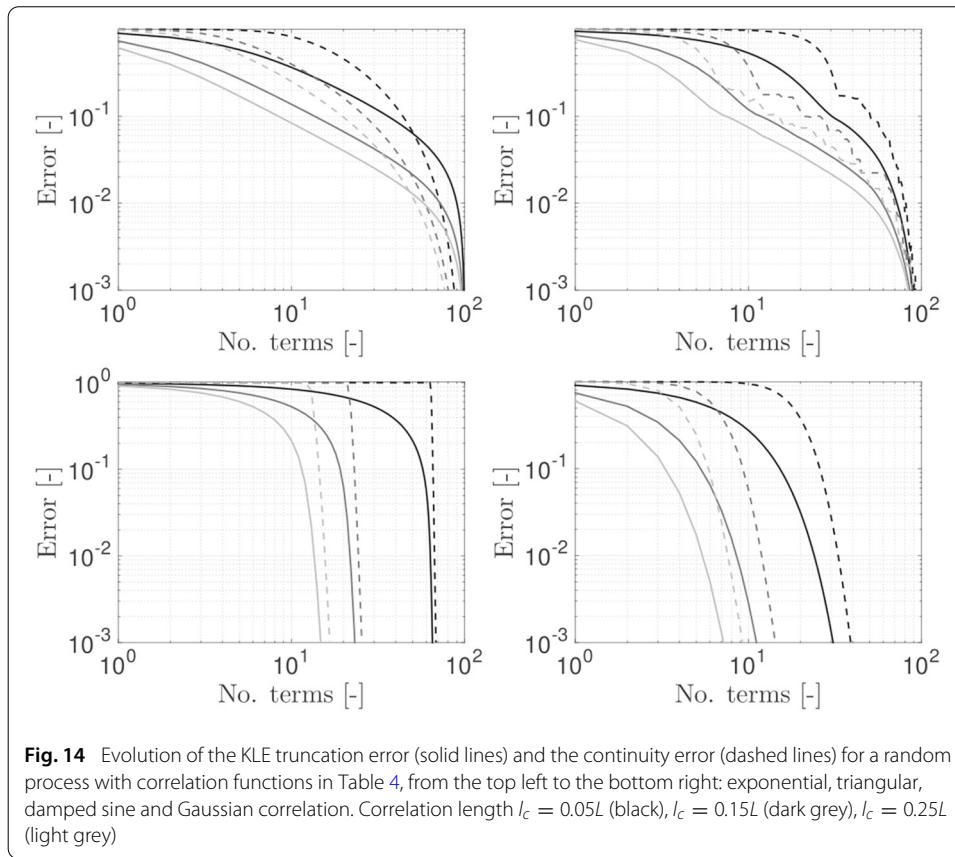 Error [-]
10^-1
10^-2
10^-3
10^0
10^1
10^2
No. terms [-]
Error [-]
10^-1
10^-2
10^-3
10^0
10^1
10^2
No. terms [-]
Error [-]
10^0
10^-1
10^-2
10^-3
10^0
10^1
10^2
No. terms [-]
Error [-]
10^-1
10^-2
10^-3
10^0
10^1
10^2
No. terms [-]
Fig. 14 Evolution of the KLE truncation error (solid lines) and the continuity error (dashed lines) for a random
process with correlation functions in Table 4, from the top left to the bottom right: exponential, triangular,
damped sine and Gaussian correlation. Correlation length l_c = 0.05L (black), l_c = 0.15L (dark grey), l_c = 0.25L
(light grey)